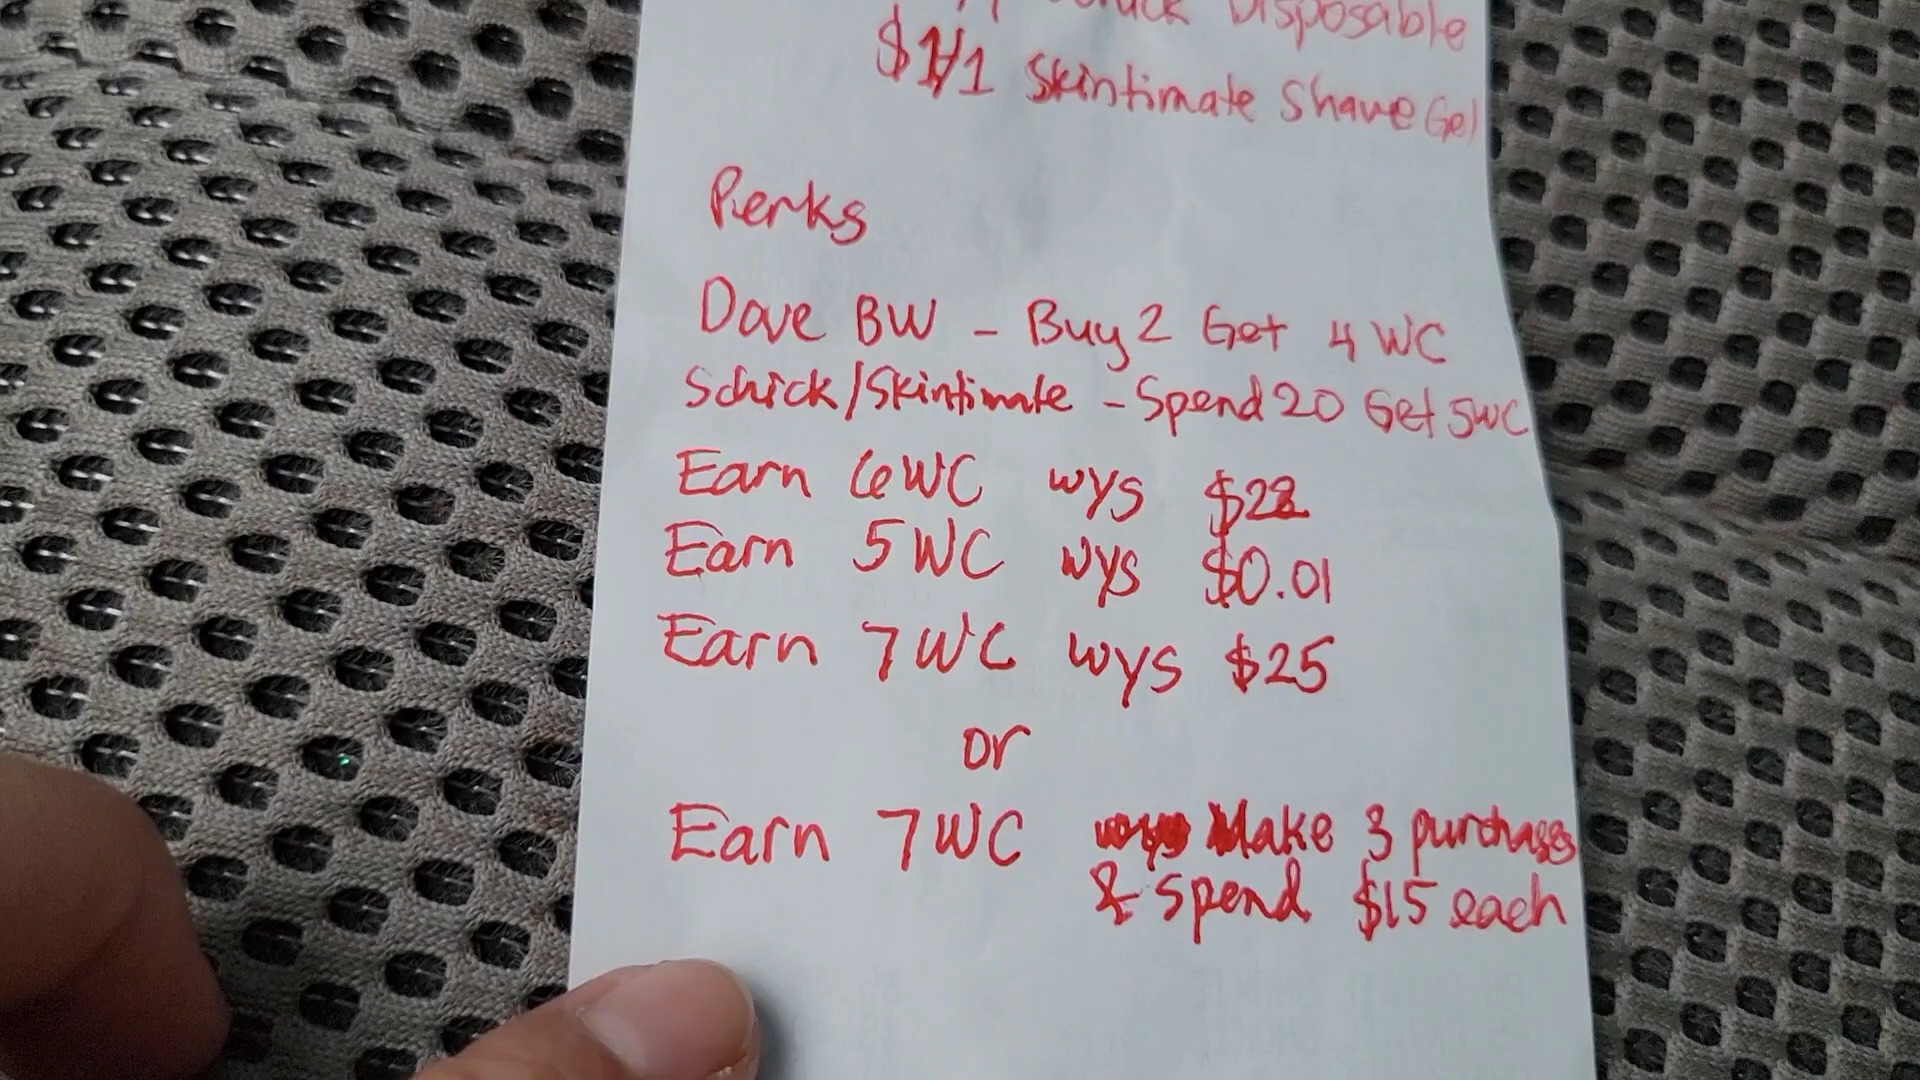 Disposable
$1/1 Skintimate Shave Gel
Perks
Dove BW - Buy 2 Get 4 WC
Schick/Skintimate - Spend 20 Get 5WC
Earn 6WC wys $22
Earn 5WC wys $0.01
Earn 7WC wys $25
or
Earn 7WC Make 3 purchases
& Spend $15 each